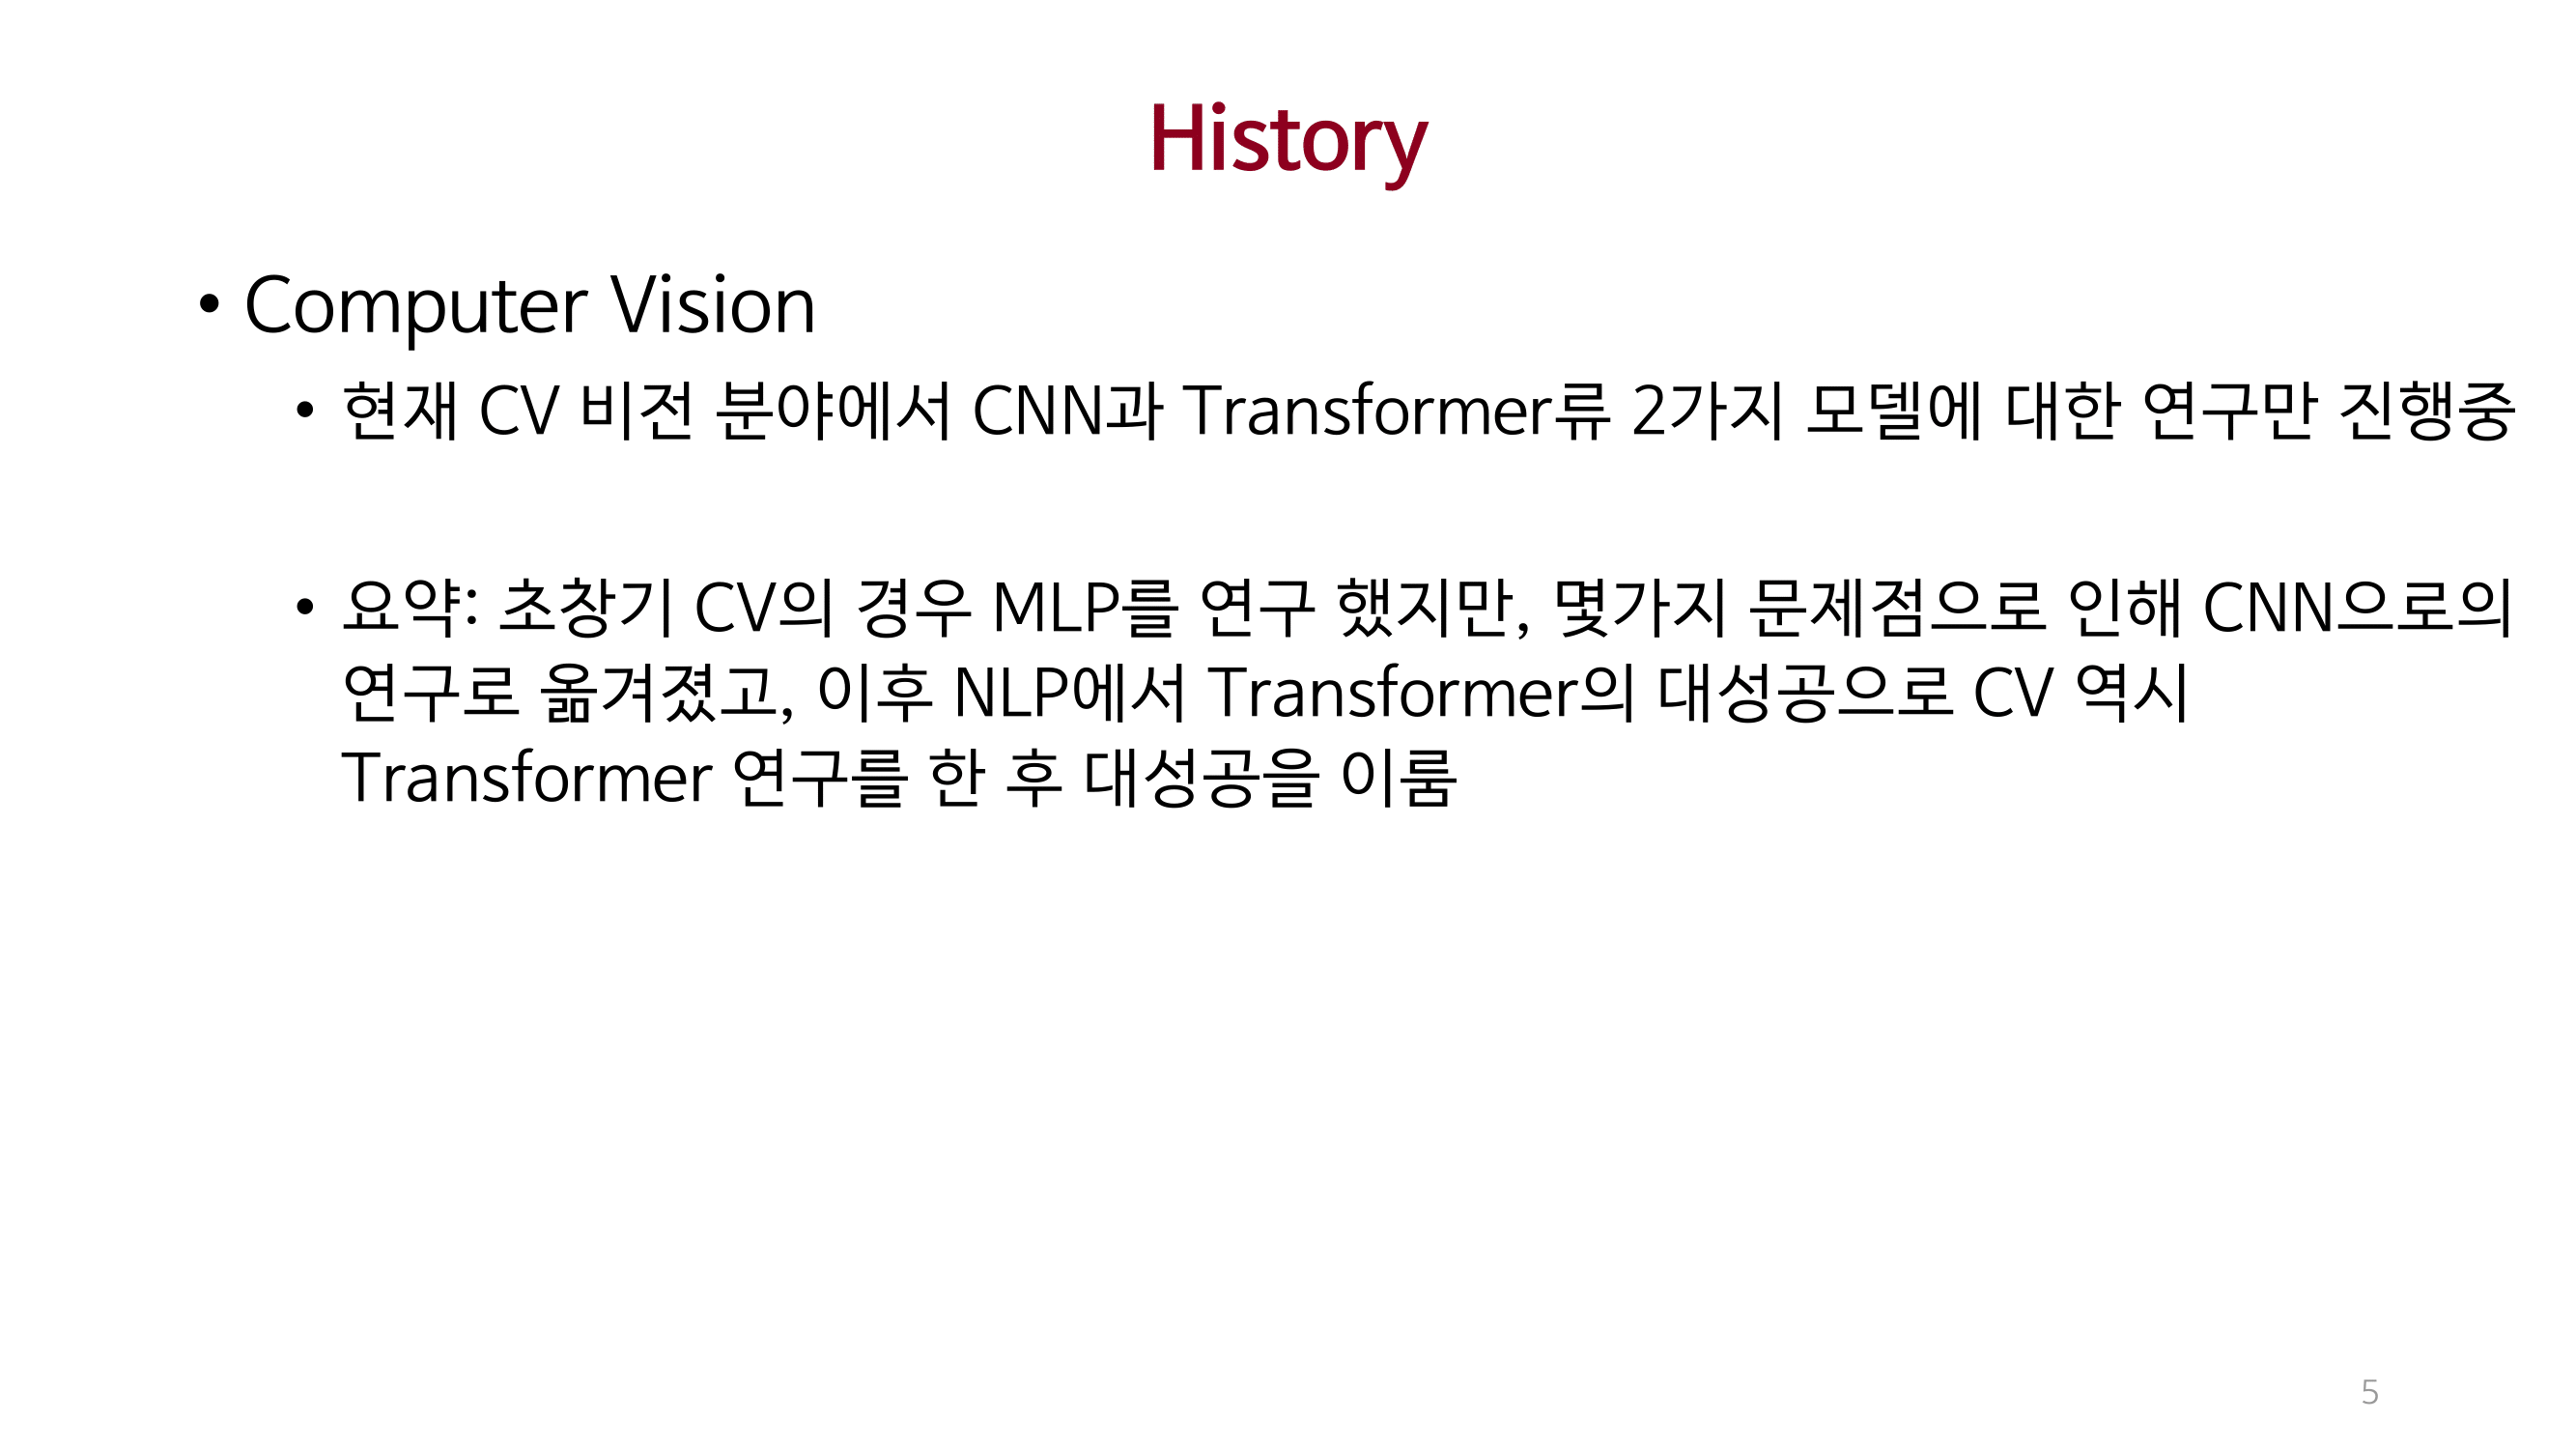 History
• Computer Vision
• 현재 CV 비전 분야에서 CNN과 Transformer류 2가지 모델에 대한 연구만 진행중
• 요약: 초창기 CV의 경우 MLP를 연구 했지만, 몇가지 문제점으로 인해 CNN으로의
연구로 옮겨졌고, 이후 NLP에서 Transformer의 대성공으로 CV 역시
Transformer 연구를 한 후 대성공을 이룸
5